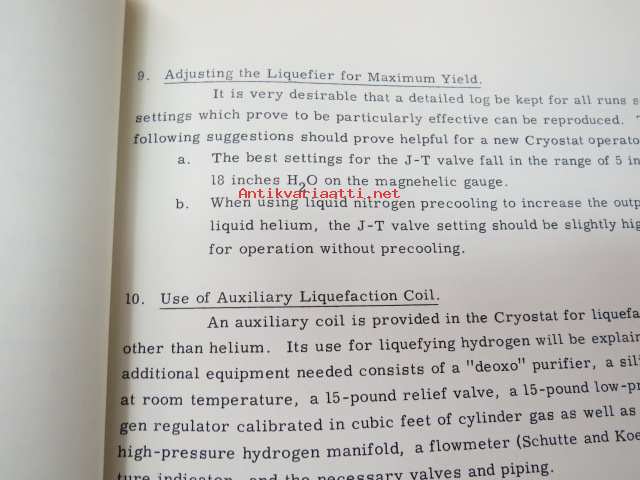 9. Adjusting the Liquefier for Maximum Yield.
It is very desirable that a detailed log be kept for all runs s
settings which prove to be particularly effective can be reproduced.
following suggestions should prove helpful for a new Cryostat operato
a. The best settings for the J-T valve fall in the range of 5 in
18 inches H2O on the magnehelic gauge.
Antikvariaatti.net
b. When using liquid nitrogen precooling to increase the outp
liquid helium, the J-T valve setting should be slightly hig
for operation without precooling.
10. Use of Auxiliary Liquefaction Coil.
An auxiliary coil is provided in the Cryostat for liquefa
other than helium. Its use for liquefying hydrogen will be explain
additional equipment needed consists of a "deoxo" purifier, a sil
at room temperature, a 15-pound relief valve, a 15-pound low-pr
gen regulator calibrated in cubic feet of cylinder gas as well as
high-pressure hydrogen manifold, a flowmeter (Schutte and Koe
ture indicator, and the necessary valves and piping.